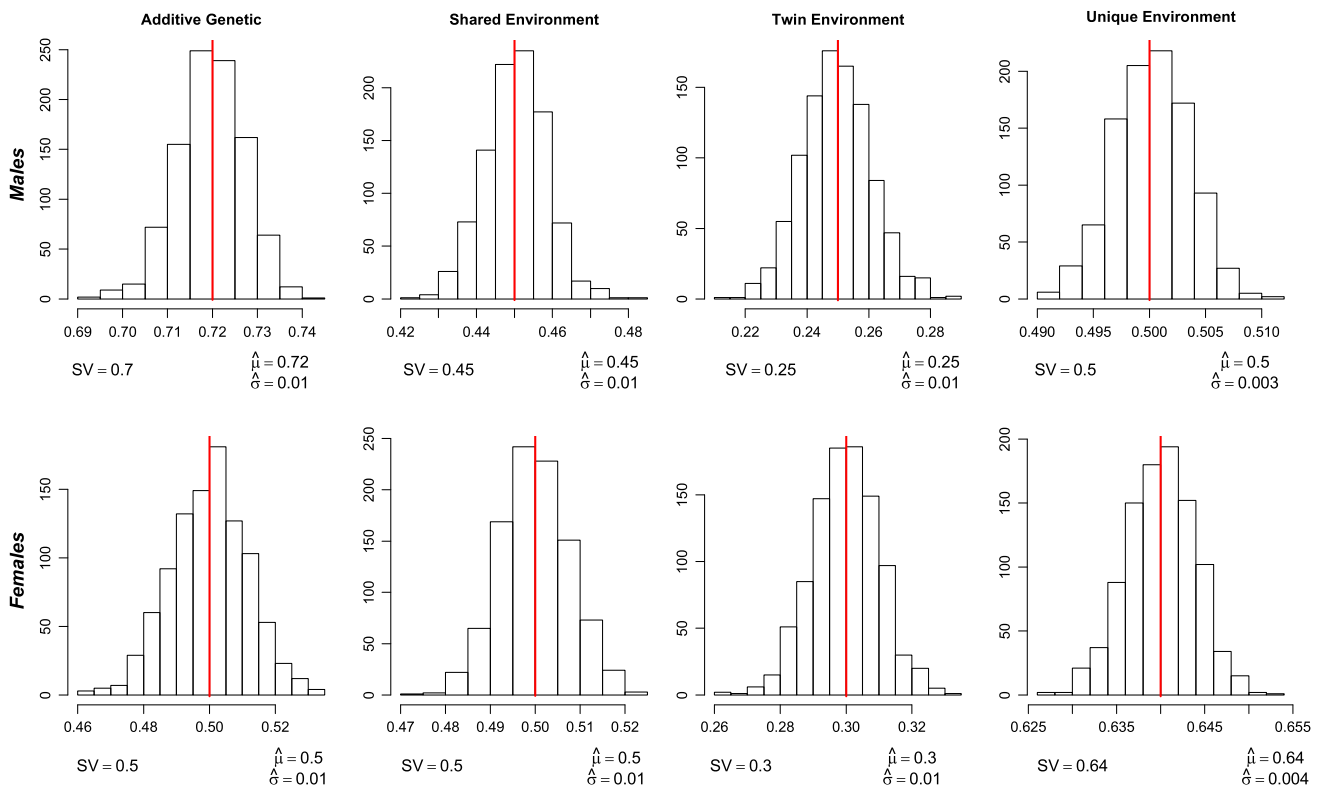 Additive Genetic
Shared Environment
Twin Environment
Unique Environment
Males
250
200
150
100
50
0
0.69 0.70 0.71 0.72 0.73 0.74
SV = 0.7
μ̂ = 0.72
σ̂ = 0.01
200
150
100
50
0
0.42 0.44 0.46 0.48
SV = 0.45
μ̂ = 0.45
σ̂ = 0.01
150
100
50
0
0.22 0.24 0.26 0.28
SV = 0.25
μ̂ = 0.25
σ̂ = 0.01
200
150
100
50
0
0.490 0.495 0.500 0.505 0.510
SV = 0.5
μ̂ = 0.5
σ̂ = 0.003
Females
150
100
50
0
0.46 0.48 0.50 0.52
SV = 0.5
μ̂ = 0.5
σ̂ = 0.01
250
200
150
100
50
0
0.47 0.48 0.49 0.50 0.51 0.52
SV = 0.5
μ̂ = 0.5
σ̂ = 0.01
150
100
50
0
0.26 0.28 0.30 0.32
SV = 0.3
μ̂ = 0.3
σ̂ = 0.01
200
150
100
50
0
0.625 0.635 0.645 0.655
SV = 0.64
μ̂ = 0.64
σ̂ = 0.004